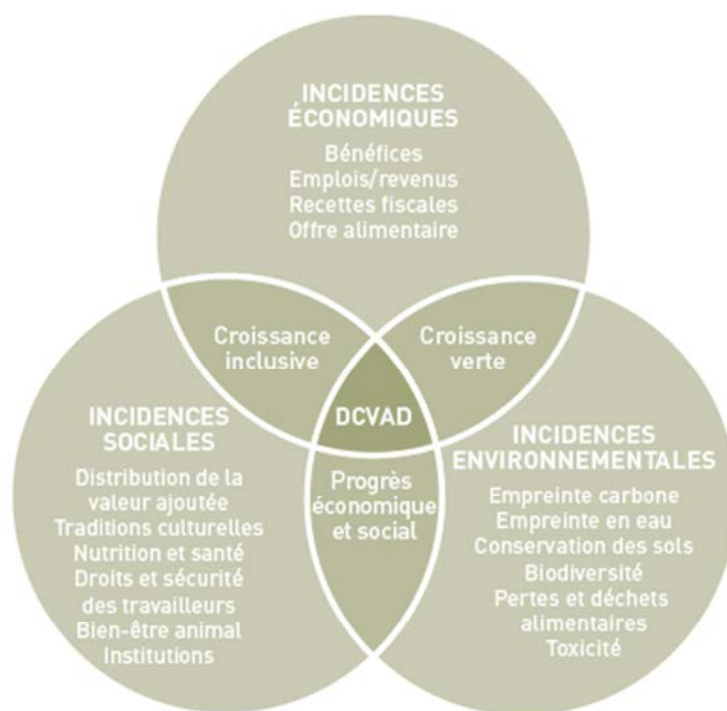 INCIDENCES
ÉCONOMIQUES
Bénéfices
Emplois/revenus
Recettes fiscales
Offre alimentaire
Croissance
inclusive
Croissance
verte
DCVAD
INCIDENCES
SOCIALES
Distribution de la
valeur ajoutée
Traditions culturelles
Nutrition et santé
Droits et sécurité
des travailleurs
Bien-être animal
Institutions
Progrès
économique
et social
INCIDENCES
ENVIRONNEMENTALES
Empreinte carbone
Empreinte en eau
Conservation des sols
Biodiversité
Pertes et déchets
alimentaires
Toxicité